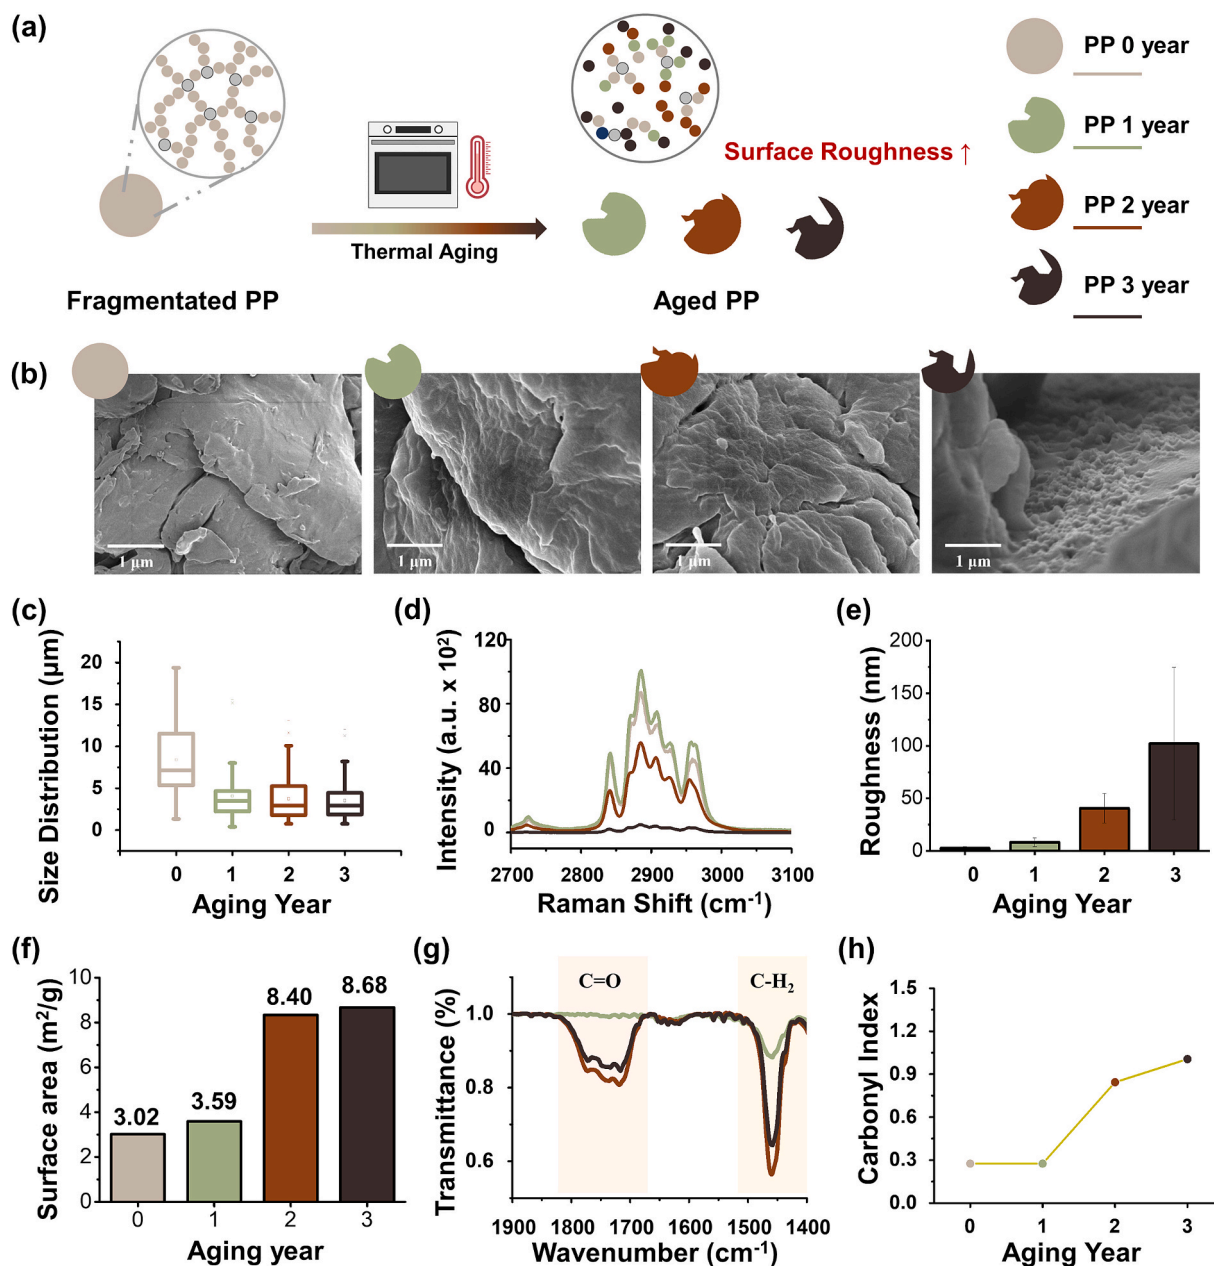 (a)
PP 0 year
PP 1 year
PP 2 year
PP 3 year
Surface Roughness ↑
Thermal Aging
Fragmentated PP
Aged PP
(b)
1 µm
1 µm
1 µm
1 µm
(c)
Size Distribution (µm)
20
15
10
5
0
0 1 2 3
Aging Year
(d)
Intensity (a.u. x 10²)
120
80
40
0
2700 2800 2900 3000 3100
Raman Shift (cm⁻¹)
(e)
Roughness (nm)
200
150
100
50
0
0 1 2 3
Aging Year
(f)
Surface area (m²/g)
10
8
6
4
2
0
3.02
3.59
8.40
8.68
0 1 2 3
Aging year
(g)
Transmittance (%)
C=O
C-H₂
1.0
0.8
0.6
1900 1800 1700 1600 1500 1400
Wavenumber (cm⁻¹)
(h)
Carbonyl Index
1.5
1.2
0.9
0.6
0.3
0.0
0 1 2 3
Aging Year